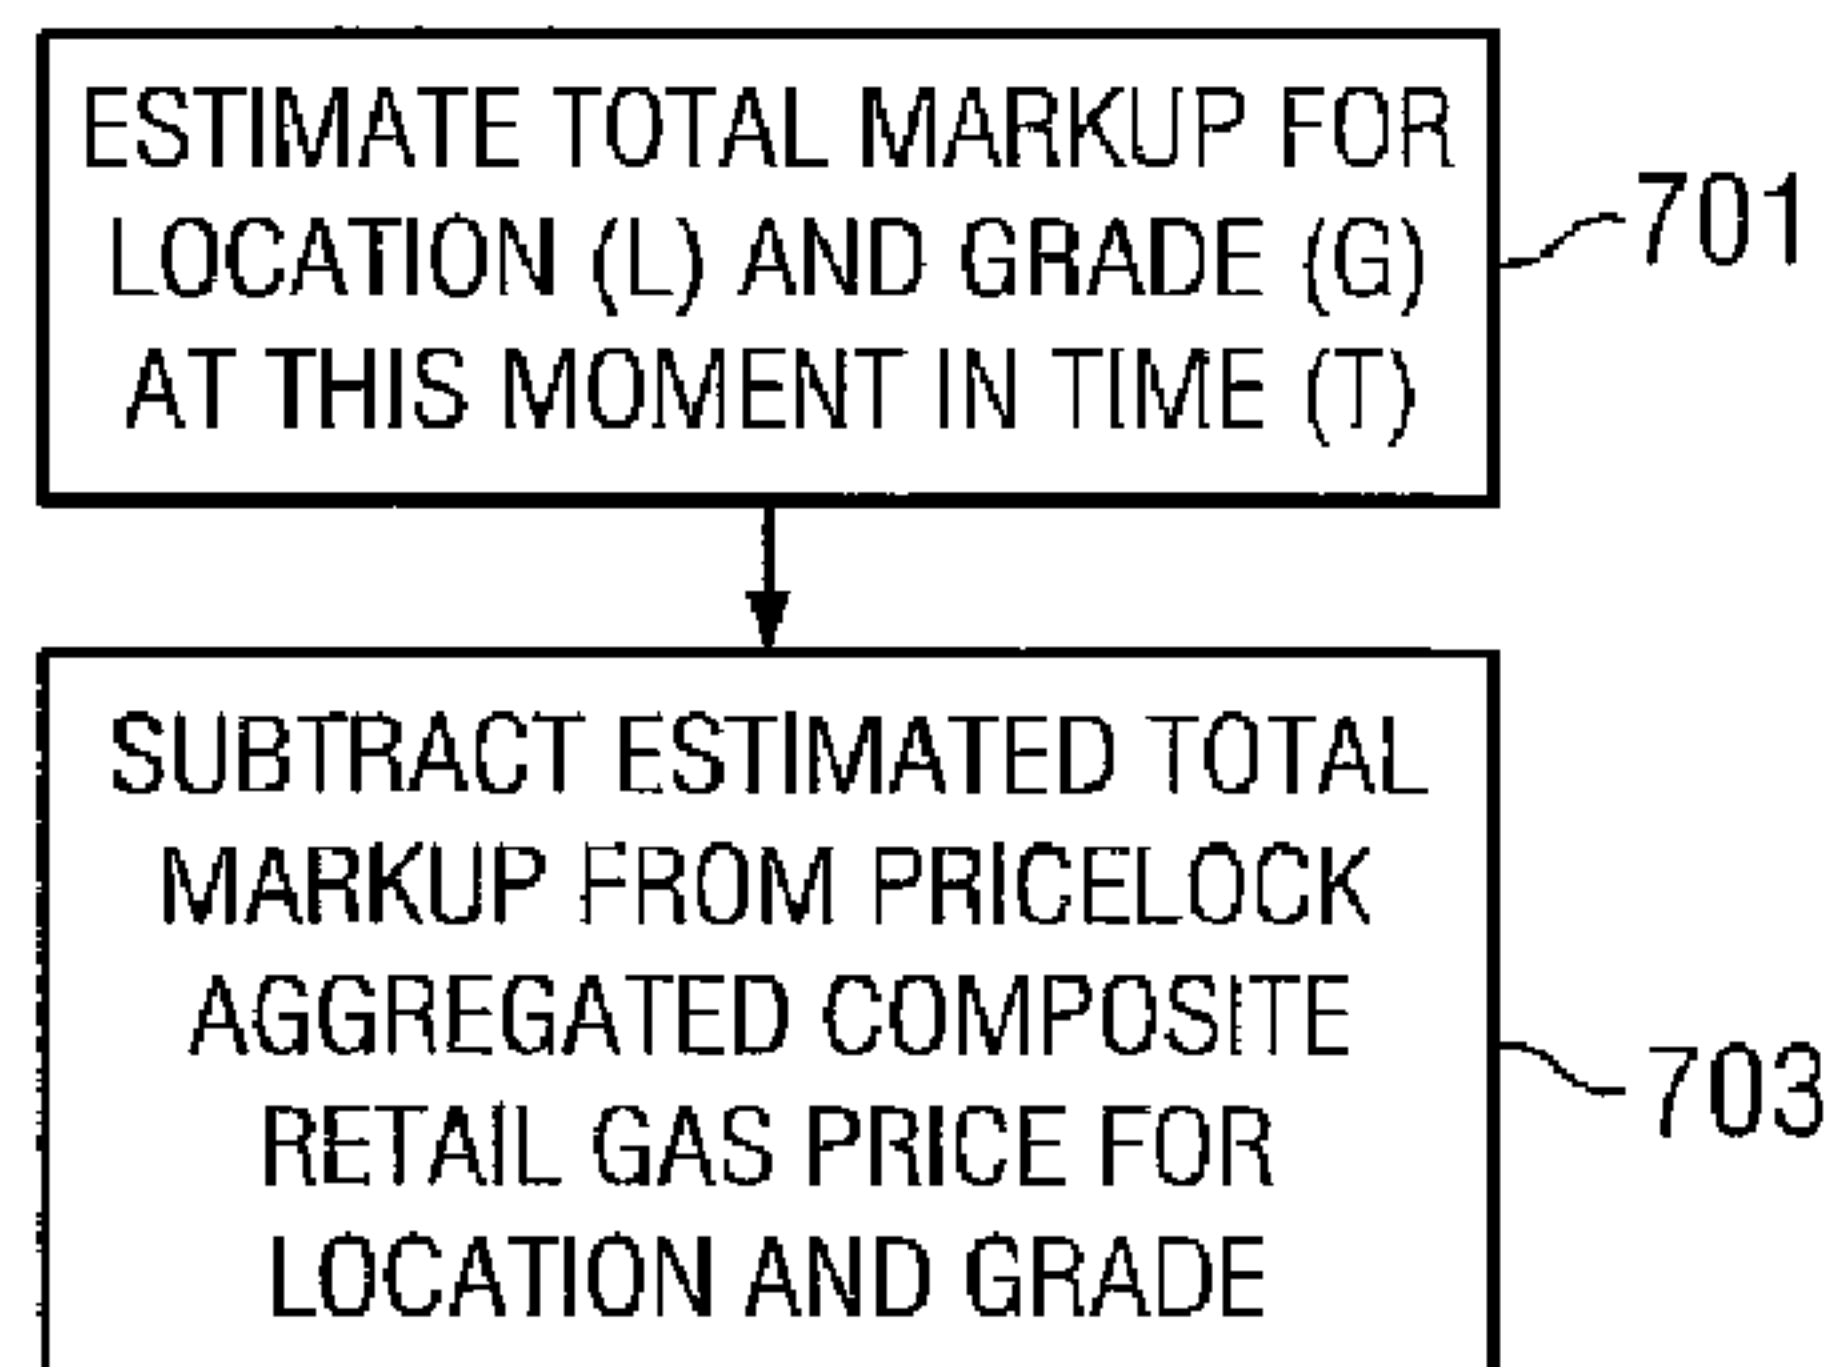 ESTIMATE TOTAL MARKUP FOR
LOCATION (L) AND GRADE (G)
AT THIS MOMENT IN TIME (T)
701
SUBTRACT ESTIMATED TOTAL
MARKUP FROM PRICELOCK
AGGREGATED COMPOSITE
RETAIL GAS PRICE FOR
LOCATION AND GRADE
703